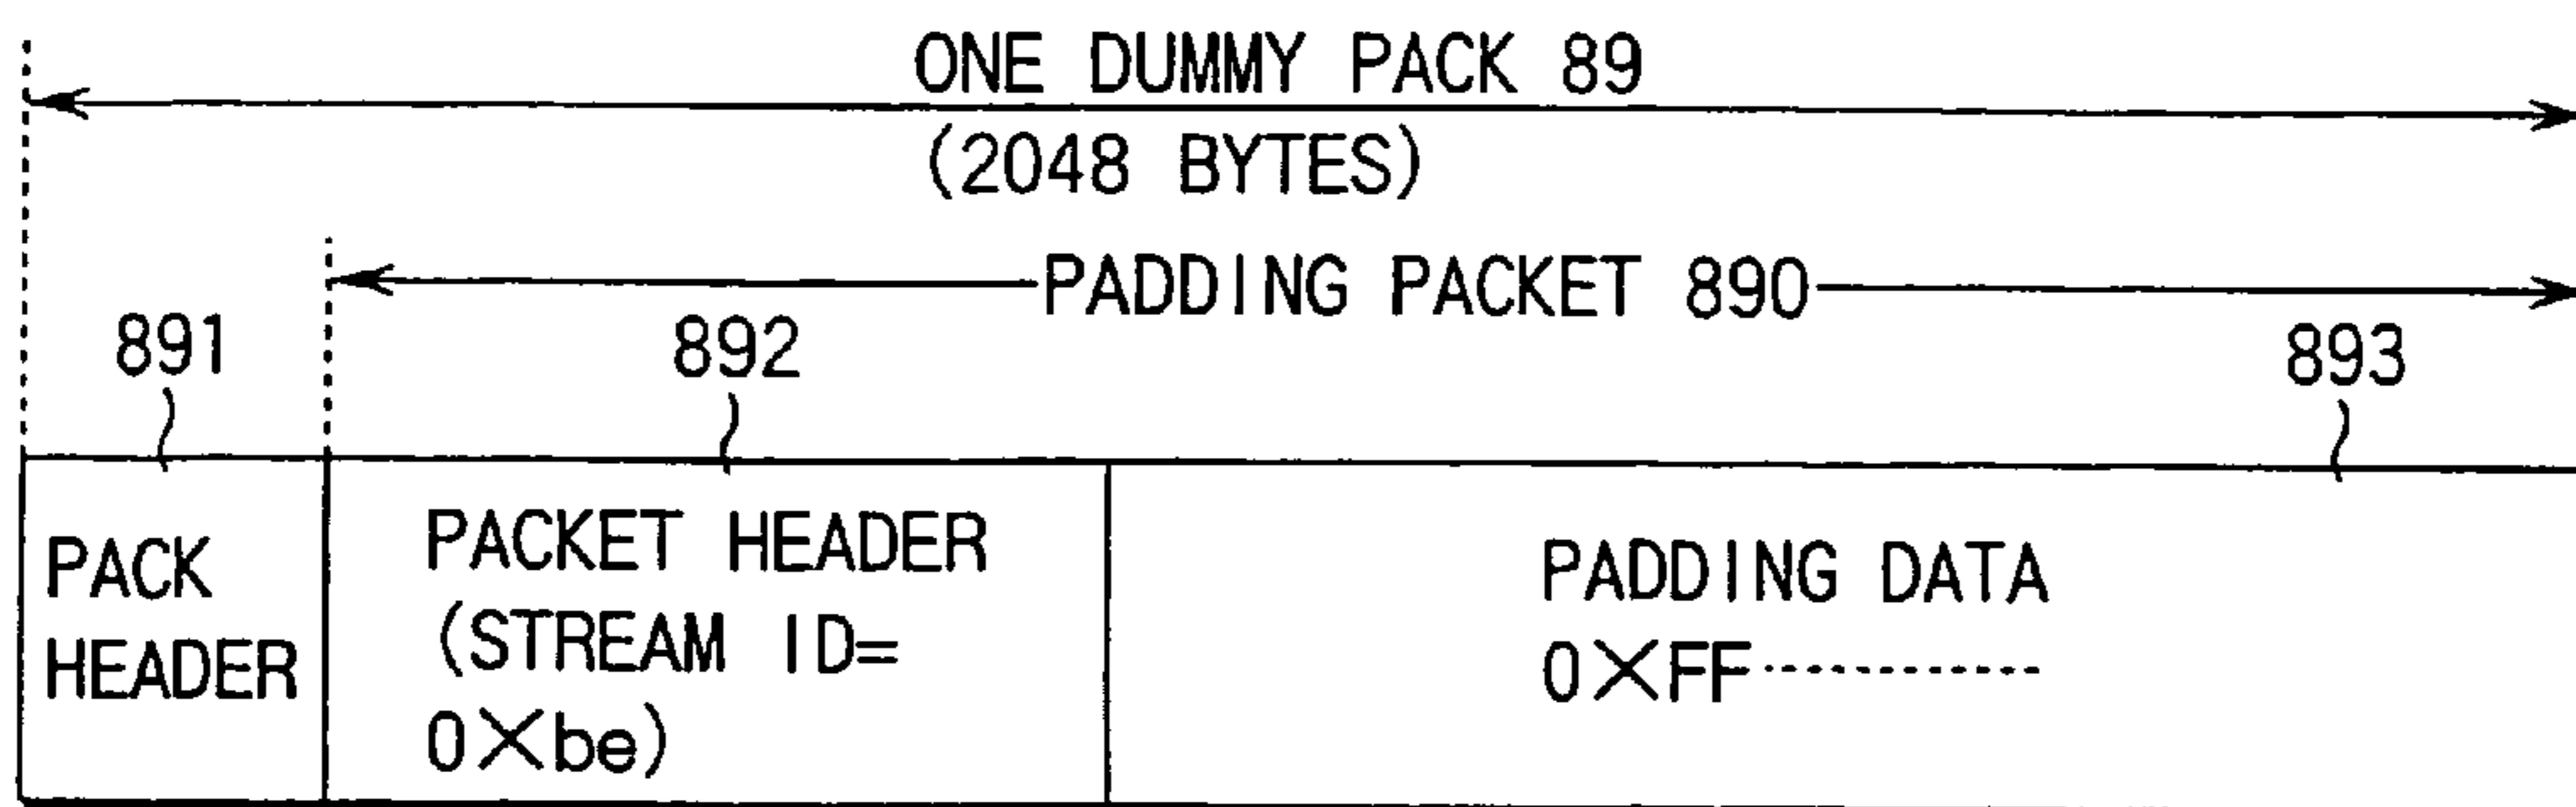 ONE DUMMY PACK 89
(2048 BYTES)
PADDING PACKET 890
891
892
893
PACK
HEADER
PACKET HEADER
(STREAM ID=
0×be)
PADDING DATA
0×FF-----------